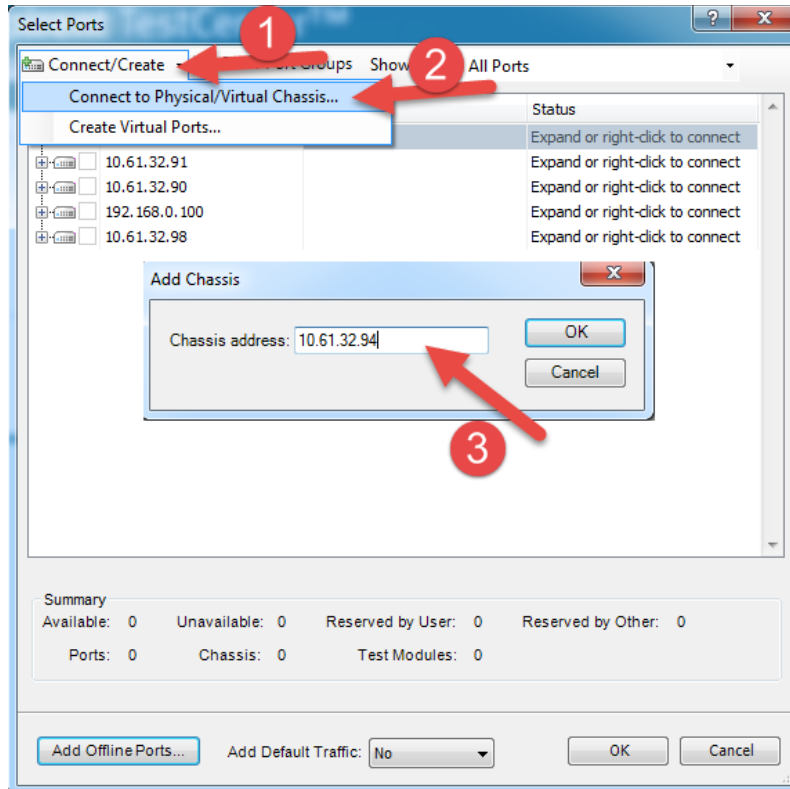 TestCenter™
Select Ports
1
Connect/Create Groups Show All Ports
2
Connect to Physical/Virtual Chassis...
Create Virtual Ports...
Status
Expand or right-click to connect
10.61.32.91 Expand or right-click to connect
10.61.32.90 Expand or right-click to connect
192.168.0.100 Expand or right-click to connect
10.61.32.98 Expand or right-click to connect
Add Chassis
Chassis address: 10.61.32.94 OK
Cancel
3
Summary
Available: 0 Unavailable: 0 Reserved by User: 0 Reserved by Other: 0
Ports: 0 Chassis: 0 Test Modules: 0
Add Offline Ports... Add Default Traffic: No OK Cancel